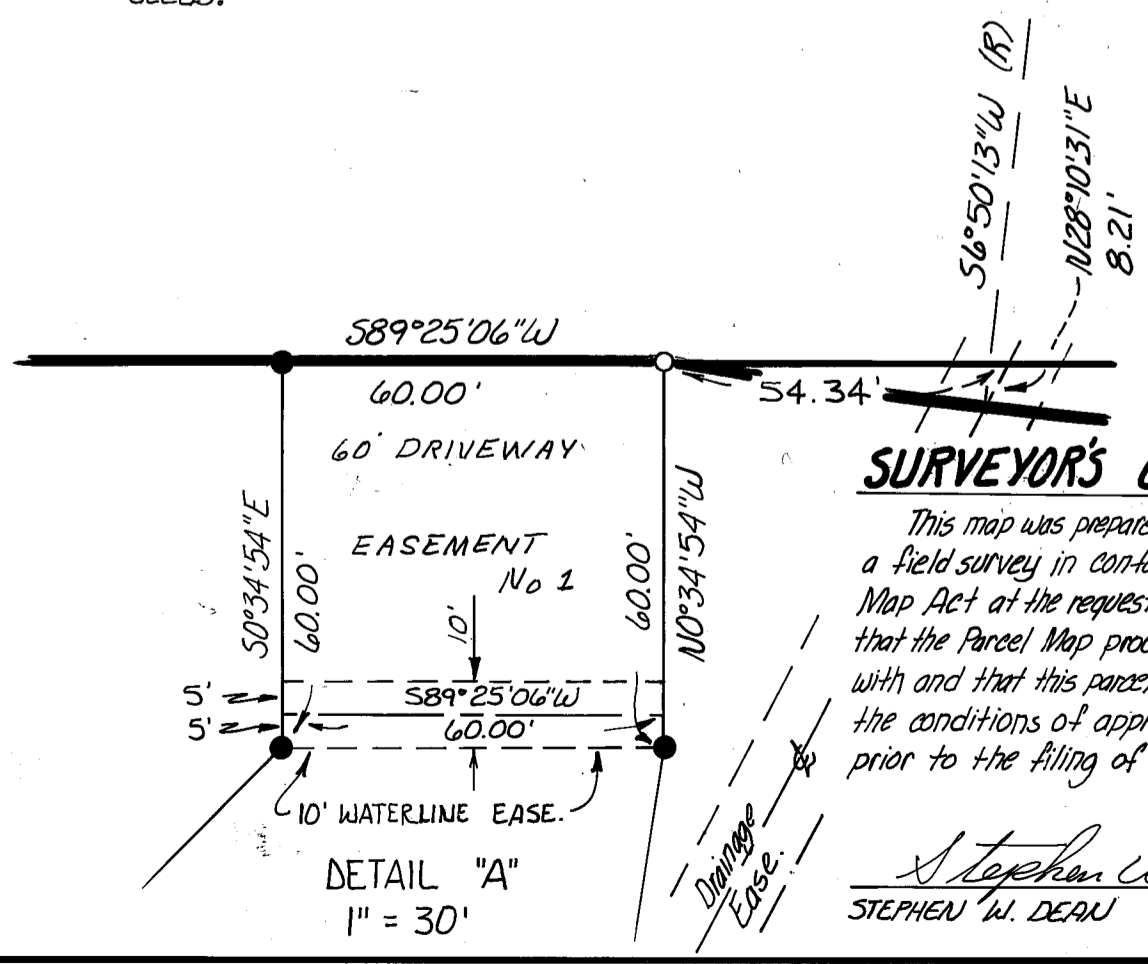 S6°50'13"W (R)
N28°10'31"E
8.21'
S89°25'06"W
60.00'
54.34'
60' DRIVEWAY
EASEMENT
No 1
S0°34'54"E
60.00'
10'
60.00'
N0°34'54"W
5'
S89°25'06"W
5'
60.00'
10' WATERLINE EASE.
DETAIL "A"
1" = 30'
Drainage
Ease.
SURVEYOR'S
This map was prepare
a field survey in conf
Map Act at the request
that the Parcel Map proc
with and that this parcel
the conditions of appr
prior to the filing of
Stephen W.
STEPHEN W. DEAN